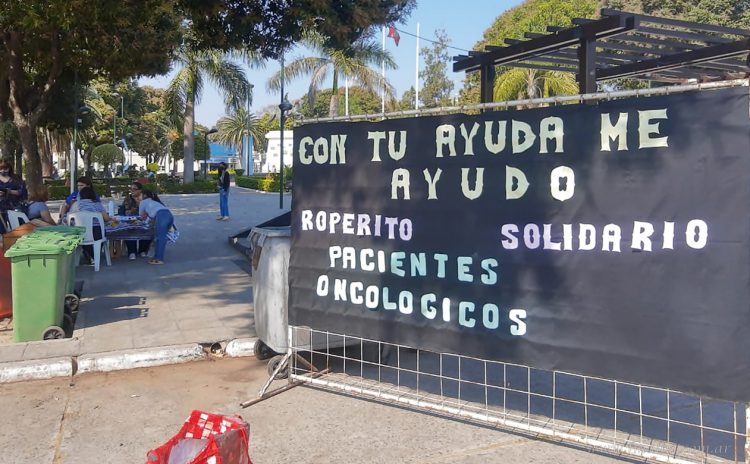 CON TU AYUDA ME
AYUDO
ROPERITO SOLIDARIO
PACIENTES
ONCOLOGICOS